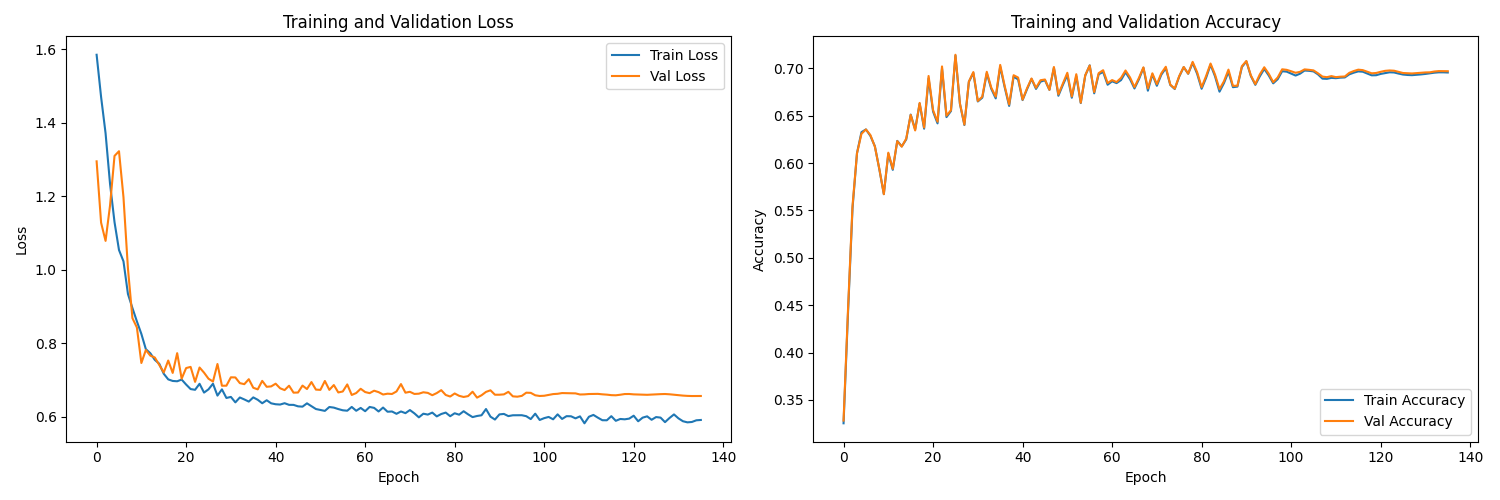 Training and Validation Loss
1.6
1.4
1.2
1.0
0.8
0.6
Loss
0 20 40 60 80 100 120 140
Epoch
Train Loss
Val Loss
Training and Validation Accuracy
0.70
0.65
0.60
0.55
0.50
0.45
0.40
0.35
Accuracy
0 20 40 60 80 100 120 140
Epoch
Train Accuracy
Val Accuracy